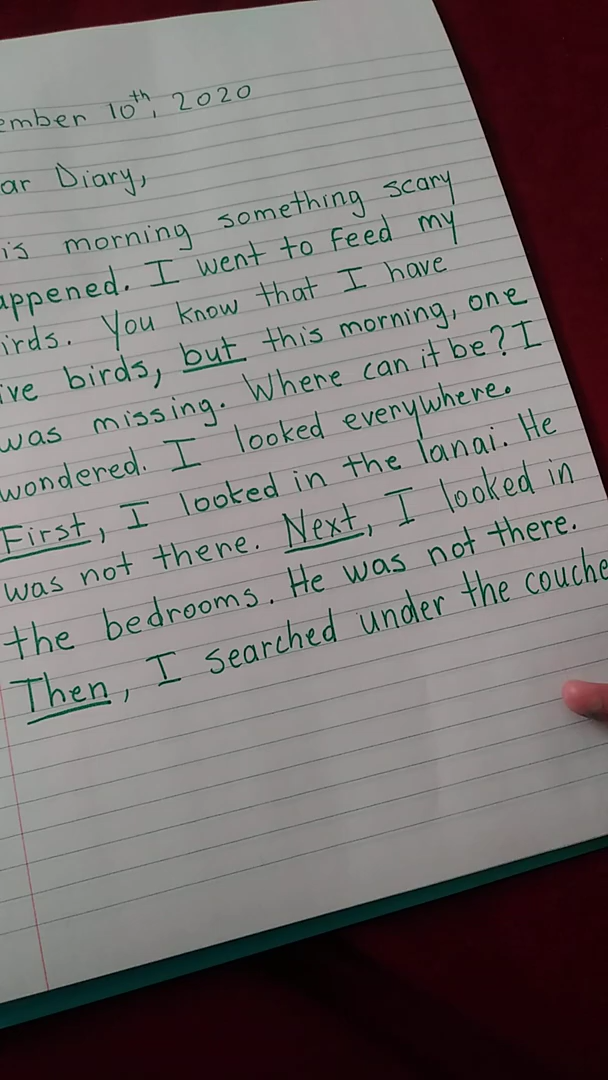 ember 10th, 2020
ar Diary,
is morning something scary
appened. I went to feed my
irds. You know that I have
ive birds, but this morning, one
was missing. Where can it be? I
wondered. I looked everywhere.
First, I looked in the lanai. He
was not there. Next, I looked in
the bedrooms. He was not there.
Then, I searched under the couche